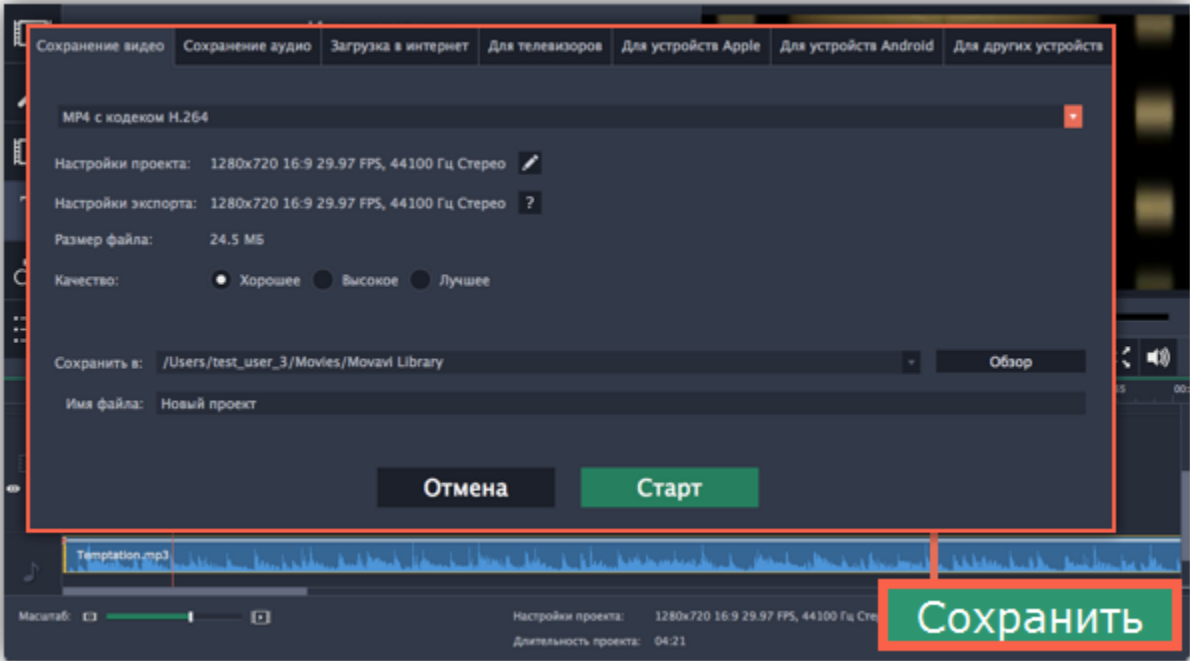 Сохранение видео Сохранение аудио Загрузка в интернет Для телевизоров Для устройств Apple Для устройств Android Для других устройств
MP4 с кодеком H.264
Настройки проекта: 1280x720 16:9 29.97 FPS, 44100 Гц Стерео
Настройки экспорта: 1280x720 16:9 29.97 FPS, 44100 Гц Стерео ?
Размер файла: 24.5 МБ
Качество: Хорошее Высокое Лучшее
Сохранить в: /Users/test_user_3/Movies/Movavi Library Обзор
Имя файла: Новый проект
Отмена Старт
Temptation.mp3
Масштаб: Настройки проекта: 1280x720 16:9 29.97 FPS, 44100 Гц
Длительность проекта: 04:21
Сохранить